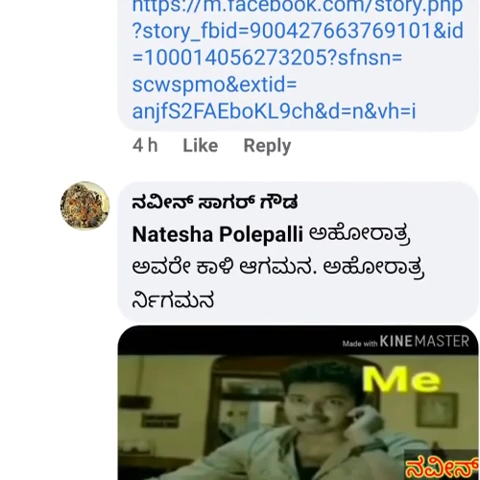 https://m.facebook.com/story.php
?story_fbid=900427663769101&id
=100014056273205?sfnsn=
scwspmo&extid=
anjfS2FAEboKL9ch&d=n&vh=i
4 h Like Reply
ನವೀನ್ ಸಾಗರ್ ಗೌಡ
Natesha Polepalli ಅಹೋರಾತ್ರ
ಅವರೇ ಕಾಳಿ ಆಗಮನ. ಅಹೋರಾತ್ರ
ರ್ನಿಗಮನ
Made with KINEMASTER
Me
ನವೀನ್